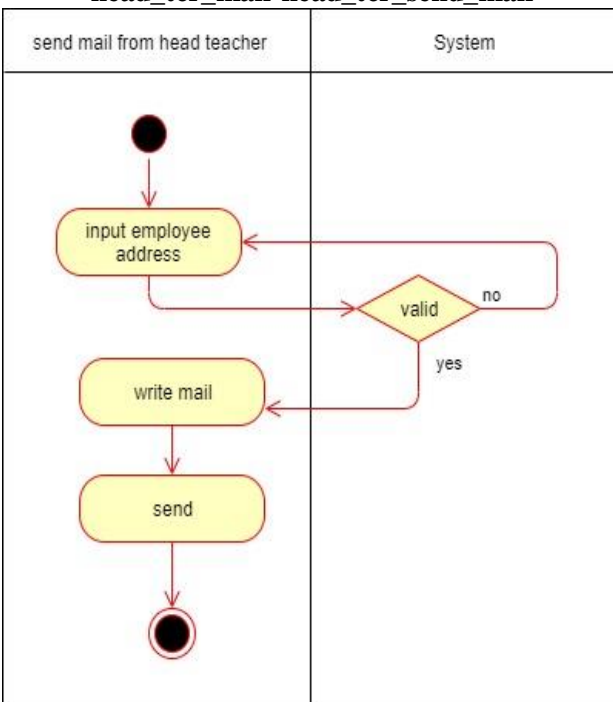 send mail from head teacher
System
input employee
address
valid
no
yes
write mail
send